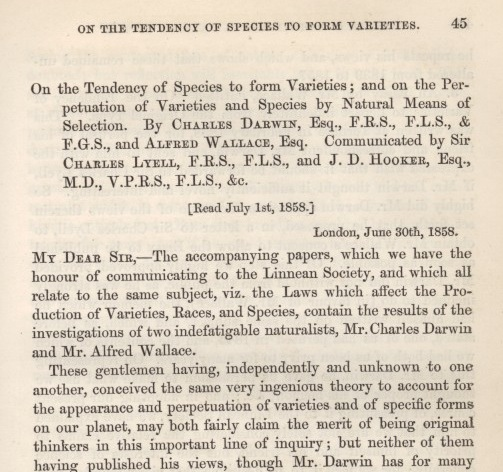 ON THE TENDENCY OF SPECIES TO FORM VARIETIES. 45
On the Tendency of Species to form Varieties; and on the Per-
petuation of Varieties and Species by Natural Means of
Selection. By CHARLES DARWIN, Esq., F.R.S., F.L.S., &
F.G.S., and ALFRED WALLACE, Esq. Communicated by Sir
CHARLES LYELL, F.R.S., F.L.S., and J. D. HOOKER, Esq.,
M.D., V.P.R.S., F.L.S., &c.
[Read July 1st, 1858.]
London, June 30th, 1858.
MY DEAR SIR,—The accompanying papers, which we have the
honour of communicating to the Linnean Society, and which all
relate to the same subject, viz. the Laws which affect the Pro-
duction of Varieties, Races, and Species, contain the results of the
investigations of two indefatigable naturalists, Mr. Charles Darwin
and Mr. Alfred Wallace.
These gentlemen having, independently and unknown to one
another, conceived the same very ingenious theory to account for
the appearance and perpetuation of varieties and of specific forms
on our planet, may both fairly claim the merit of being original
thinkers in this important line of inquiry; but neither of them
having published his views, though Mr. Darwin has for many